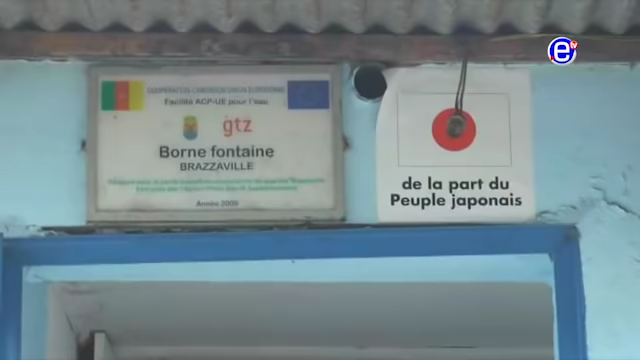 COOPERATION CAMEROUN UNION EUROPEENNE
Facilité ACP-UE pour l'eau
gtz
Borne fontaine
BRAZZAVILLE
Année 2009
de la part du
Peuple japonais
e